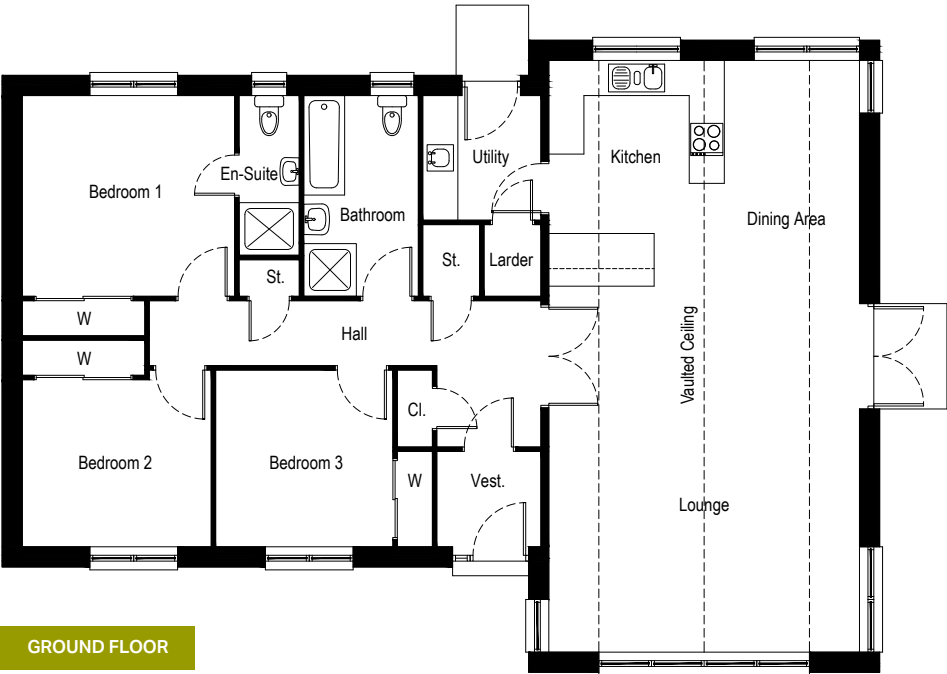 Utility
Kitchen
En-Suite
Bedroom 1
Bathroom
Dining Area
St.
St.
Larder
W
Hall
Vaulted Ceiling
W
Cl.
Bedroom 2
Bedroom 3
W
Vest.
Lounge
GROUND FLOOR